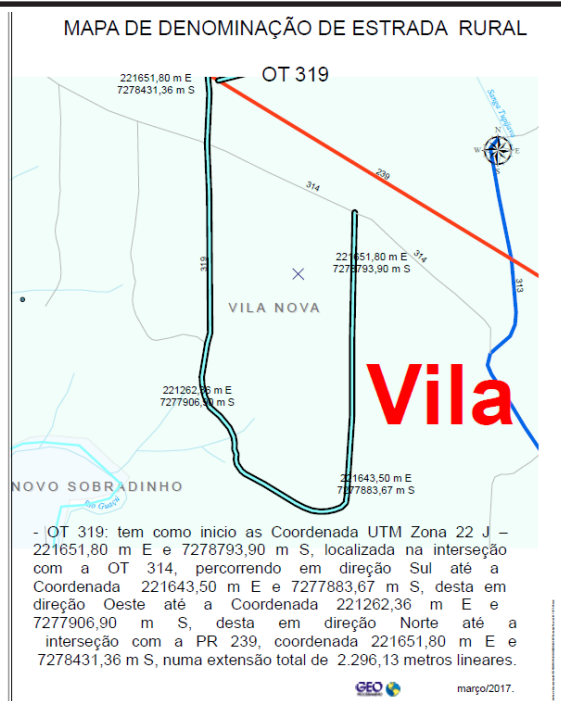 MAPA DE DENOMINAÇÃO DE ESTRADA RURAL
OT 319
221651,80 m E
7278431,36 m S
Sanga Tupijava
N
W E
S
239
314
319
221651,80 m E
7278793,90 m S
314
313
VILA NOVA
221262,36 m E
7277906,90 m S
Vila
NOVO SOBRADINHO
Rio Guaçu
221643,50 m E
7277883,67 m S
- OT 319: tem como inicio as Coordenada UTM Zona 22 J –
221651,80 m E e 7278793,90 m S, localizada na interseção
com a OT 314, percorrendo em direção Sul até a
Coordenada 221643,50 m E e 7277883,67 m S, desta em
direção Oeste até a Coordenada 221262,36 m E e
7277906,90 m S, desta em direção Norte até a
interseção com a PR 239, coordenada 221651,80 m E e
7278431,36 m S, numa extensão total de 2.296,13 metros lineares.
GEO
março/2017.